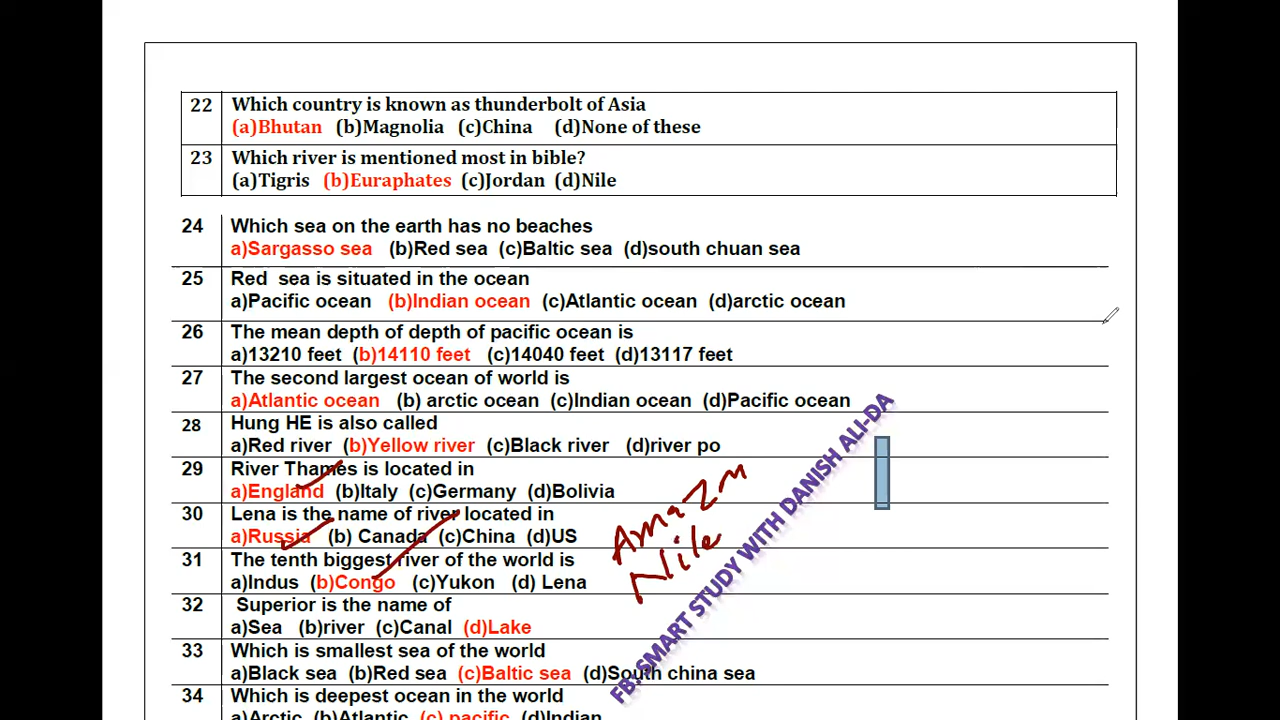 22 Which country is known as thunderbolt of Asia
(a)Bhutan (b)Magnolia (c)China (d)None of these
23 Which river is mentioned most in bible?
(a)Tigris (b)Euraphates (c)Jordan (d)Nile
24 Which sea on the earth has no beaches
a)Sargasso sea (b)Red sea (c)Baltic sea (d)south chuan sea
25 Red sea is situated in the ocean
a)Pacific ocean (b)Indian ocean (c)Atlantic ocean (d)arctic ocean
26 The mean depth of depth of pacific ocean is
a)13210 feet (b)14110 feet (c)14040 feet (d)13117 feet
27 The second largest ocean of world is
a)Atlantic ocean (b) arctic ocean (c)Indian ocean (d)Pacific ocean
28 Hung HE is also called
a)Red river (b)Yellow river (c)Black river (d)river po
29 River Thames is located in
a)England (b)Italy (c)Germany (d)Bolivia
30 Lena is the name of river located in
a)Russia (b) Canada (c)China (d)US
31 The tenth biggest river of the world is
a)Indus (b)Congo (c)Yukon (d) Lena
Amazon
Nile
FB:SMART STUDY WITH DANISH ALI-DA
32 Superior is the name of
a)Sea (b)river (c)Canal (d)Lake
33 Which is smallest sea of the world
a)Black sea (b)Red sea (c)Baltic sea (d)South china sea
34 Which is deepest ocean in the world
a)Arctic (b)Atlantic (c) pacific (d)Indian